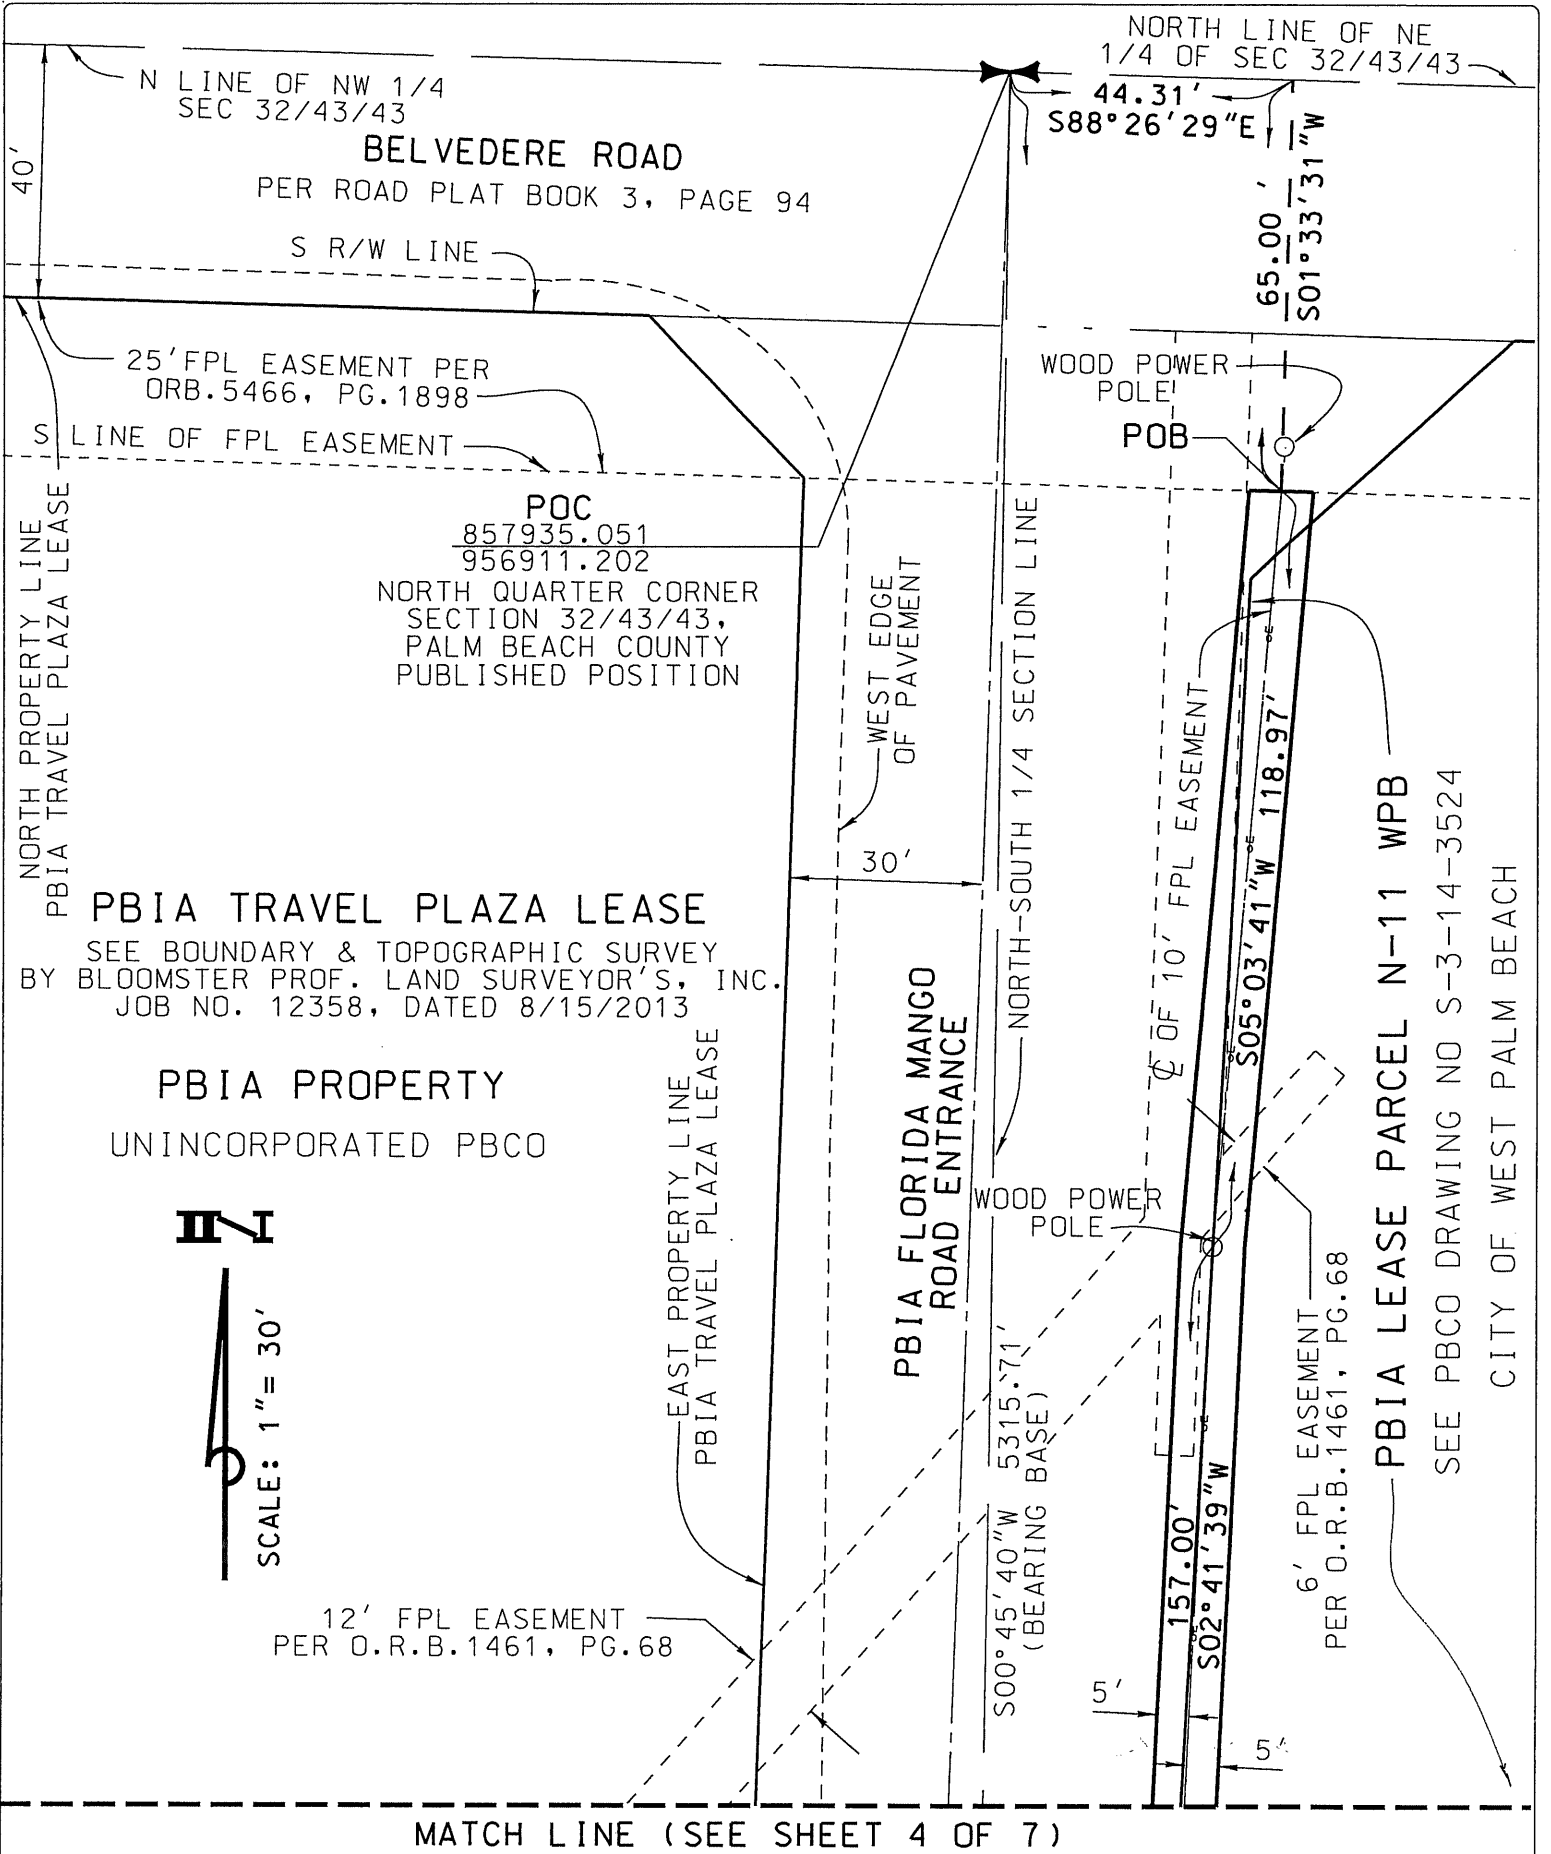 NORTH LINE OF NE
1/4 OF SEC 32/43/43
N LINE OF NW 1/4
SEC 32/43/43
44.31'
S88°26'29"E
BELVEDERE ROAD
PER ROAD PLAT BOOK 3, PAGE 94
40'
65.00'
S01°33'31"W
S R/W LINE
25'FPL EASEMENT PER
ORB.5466, PG.1898
WOOD POWER
POLE
POB
S LINE OF FPL EASEMENT
NORTH PROPERTY LINE
PBIA TRAVEL PLAZA LEASE
POC
857935.051
956911.202
NORTH QUARTER CORNER
SECTION 32/43/43,
PALM BEACH COUNTY
PUBLISHED POSITION
WEST EDGE
OF PAVEMENT
NORTH-SOUTH 1/4 SECTION LINE
30'
℄ OF 10' FPL EASEMENT
S05°03'41"W 118.97'
OE
OE
OE
PBIA TRAVEL PLAZA LEASE
SEE BOUNDARY & TOPOGRAPHIC SURVEY
BY BLOOMSTER PROF. LAND SURVEYOR'S, INC.
JOB NO. 12358, DATED 8/15/2013
PBIA PROPERTY
UNINCORPORATED PBCO
EAST PROPERTY LINE
PBIA TRAVEL PLAZA LEASE
PBIA FLORIDA MANGO
ROAD ENTRANCE
WOOD POWER
POLE
PBIA LEASE PARCEL N-11 WPB
SEE PBCO DRAWING NO S-3-14-3524
CITY OF WEST PALM BEACH
N
SCALE: 1"= 30'
S00°45'40"W 5315.71'
(BEARING BASE)
6' FPL EASEMENT
PER O.R.B.1461, PG.68
OE
157.00'
S02°41'39"W
OE
12' FPL EASEMENT
PER O.R.B.1461, PG.68
5'
5'
MATCH LINE (SEE SHEET 4 OF 7)